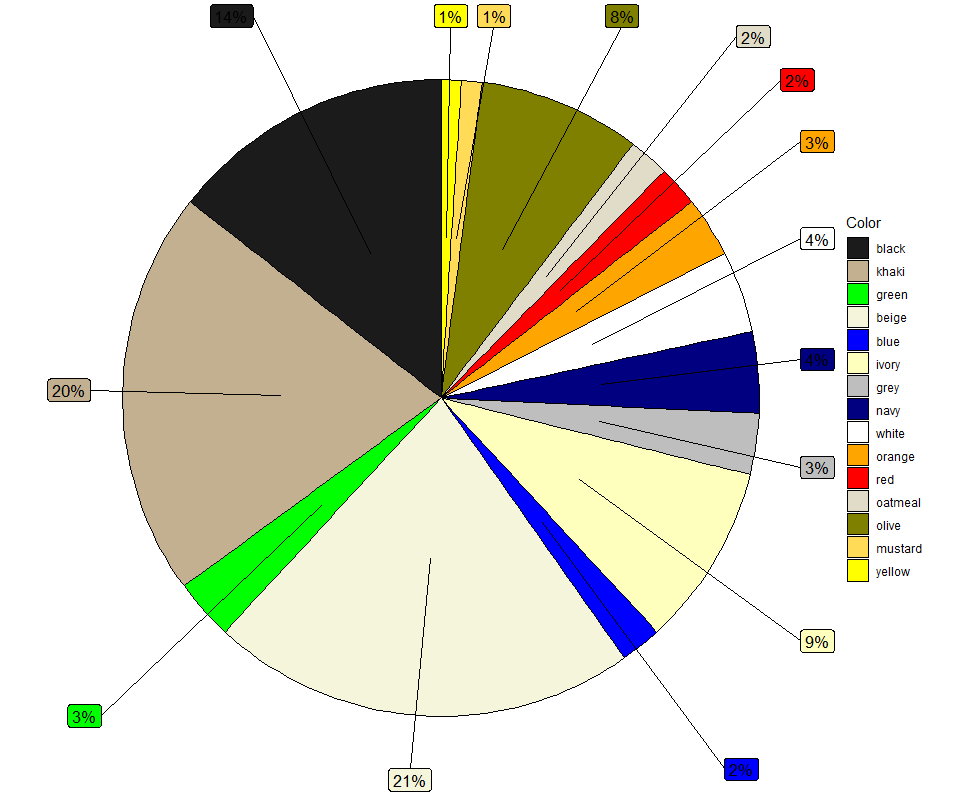 14%
1%
1%
8%
2%
2%
3%
4%
4%
3%
9%
2%
21%
3%
20%
Color
black
khaki
green
beige
blue
ivory
grey
navy
white
orange
red
oatmeal
olive
mustard
yellow